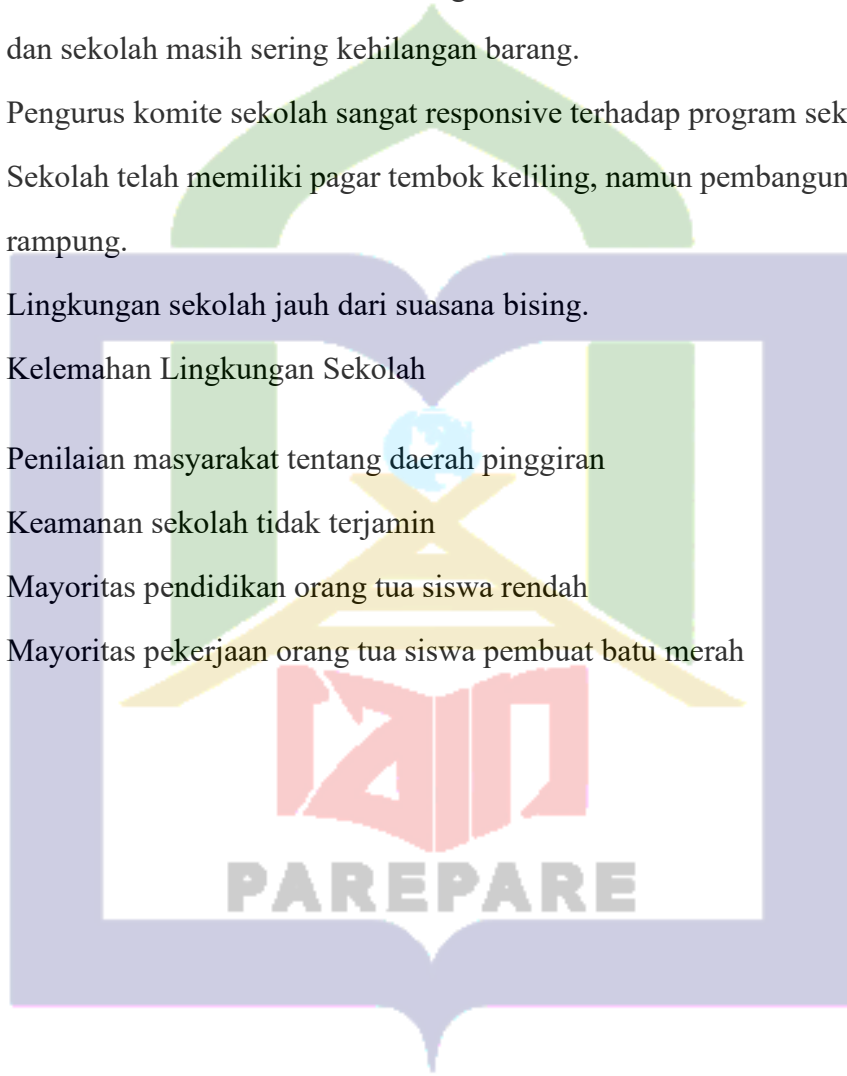 dan sekolah masih sering kehilangan barang.
Pengurus komite sekolah sangat responsive terhadap program sek
Sekolah telah memiliki pagar tembok keliling, namun pembangun
rampung.
Lingkungan sekolah jauh dari suasana bising.
Kelemahan Lingkungan Sekolah
Penilaian masyarakat tentang daerah pinggiran
Keamanan sekolah tidak terjamin
Mayoritas pendidikan orang tua siswa rendah
Mayoritas pekerjaan orang tua siswa pembuat batu merah
iain
PAREPARE